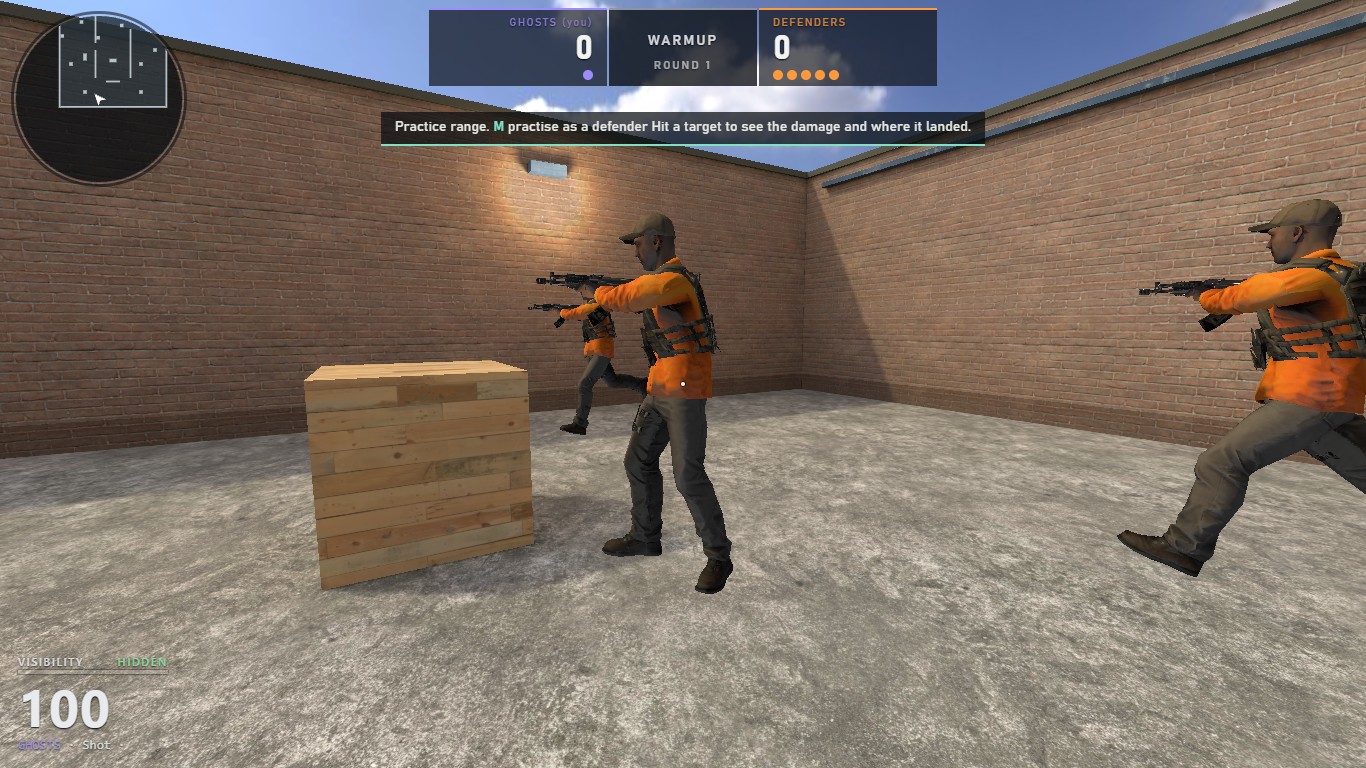 GHOSTS (you)
0
WARMUP
ROUND 1
DEFENDERS
0
Practice range. M practise as a defender Hit a target to see the damage and where it landed.
VISIBILITY HIDDEN
100
GHOSTS · Shot